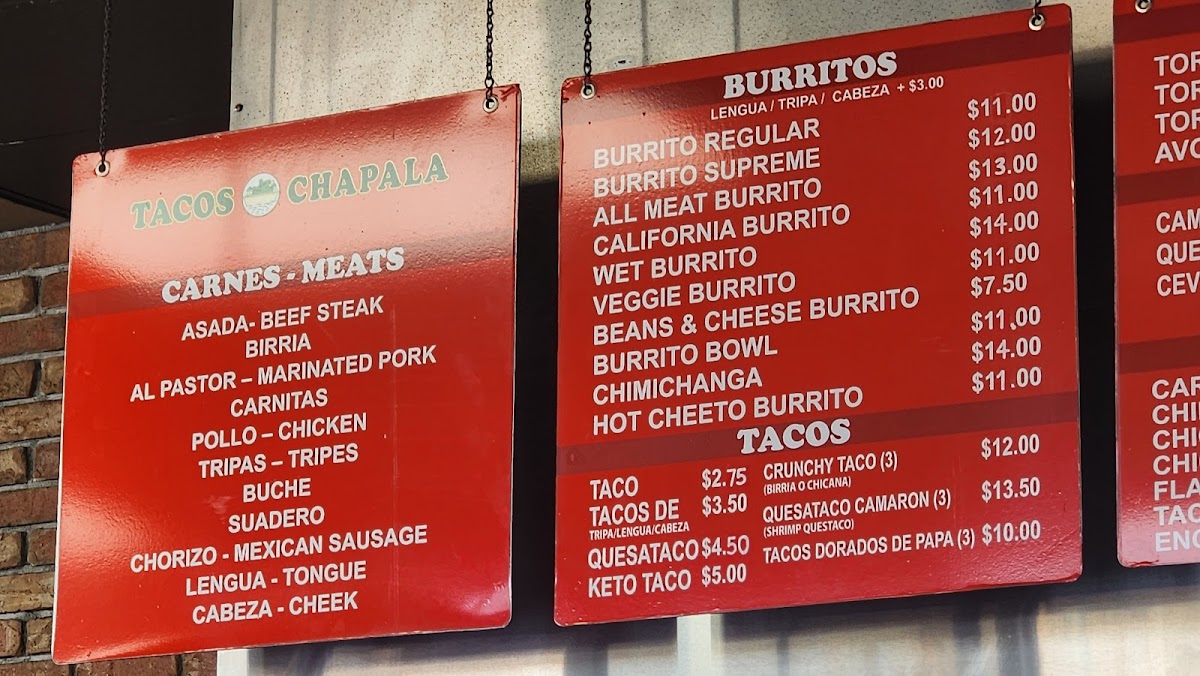 TACOS CHAPALA
CARNES - MEATS
ASADA- BEEF STEAK
BIRRIA
AL PASTOR – MARINATED PORK
CARNITAS
POLLO – CHICKEN
TRIPAS – TRIPES
BUCHE
SUADERO
CHORIZO - MEXICAN SAUSAGE
LENGUA - TONGUE
CABEZA - CHEEK
BURRITOS
LENGUA / TRIPA / CABEZA + $3.00
BURRITO REGULAR $11.00
BURRITO SUPREME $12.00
ALL MEAT BURRITO $13.00
CALIFORNIA BURRITO $11.00
WET BURRITO $14.00
VEGGIE BURRITO $11.00
BEANS & CHEESE BURRITO $7.50
BURRITO BOWL $11.00
CHIMICHANGA $14.00
HOT CHEETO BURRITO $11.00
TACOS
TACO $2.75
TACOS DE $3.50
TRIPA/LENGUA/CABEZA
QUESATACO $4.50
KETO TACO $5.00
CRUNCHY TACO (3) $12.00
(BIRRIA O CHICANA)
QUESATACO CAMARON (3) $13.50
(SHRIMP QUESTACO)
TACOS DORADOS DE PAPA (3) $10.00
TOR
TOR
TOR
AVO
CAM
QUE
CEV
CAR
CHI
CHI
CHI
FLA
TAC
ENC